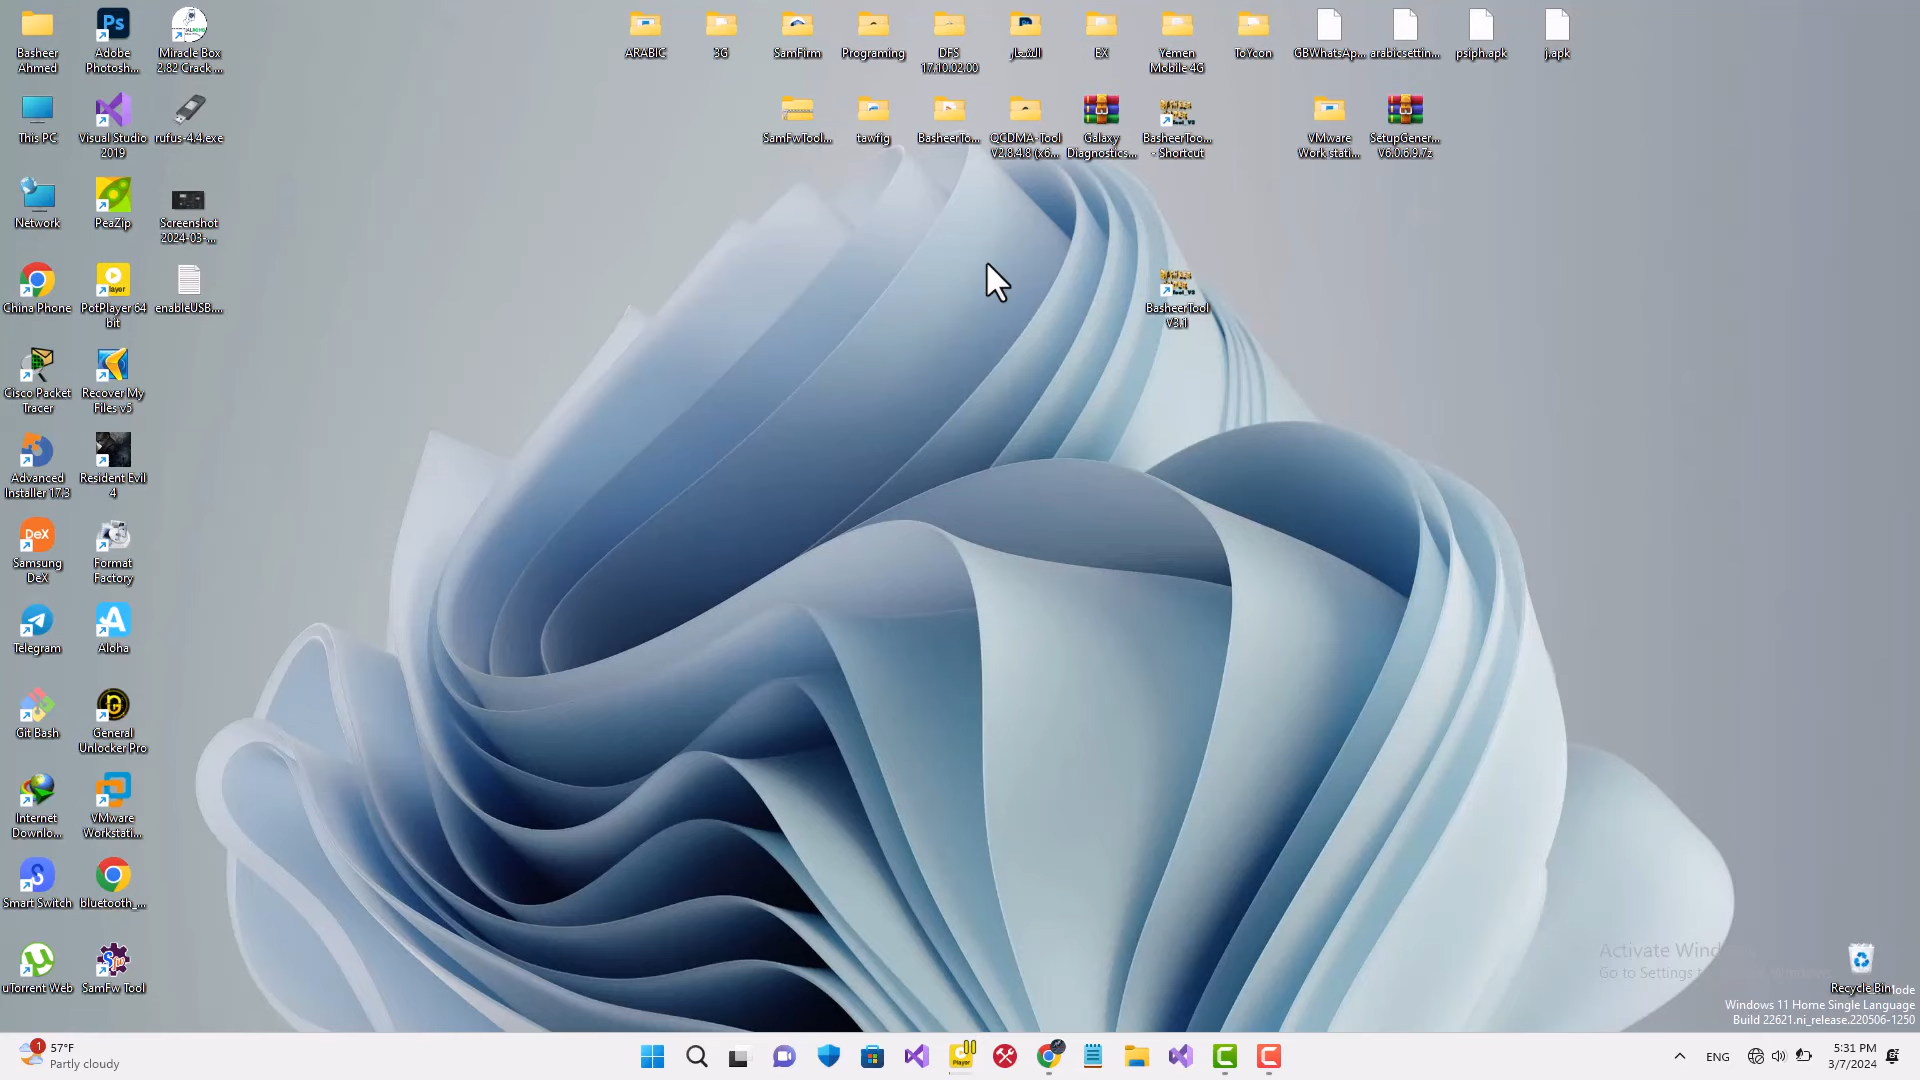 Basheer
Ahmed
Adobe
Photosh...
Miracle Box
2.82 Crack ...
ARABIC
3G
SamFirm
Programing
DFS
17.10.02.00
الشعار
EX
Yemen
Mobile 4G
ToYcon
GBWhatsAp...
arabicsettin...
psiph.apk
j.apk
This PC
Visual Studio
2019
rufus-4.4.exe
SamFwTool...
tawfig
BasheerTo...
QCDMA-Tool
V2.8.4.8 (x6...
Galaxy
Diagnostics...
BasheerToo...
- Shortcut
VMware
Work stati...
SetupGener...
V6.0.6.9.7z
Network
PeaZip
Screenshot
2024-03-...
China Phone
PotPlayer 64
bit
enableUSB....
BasheerTool
V3.1
Cisco Packet
Tracer
Recover My
Files v5
Advanced
Installer 17.3
Resident Evil
4
Samsung
DeX
Format
Factory
Telegram
Aloha
Git Bash
General
Unlocker Pro
Internet
Downlo...
VMware
Workstati...
Smart Switch
bluetooth_...
uTorrent Web
SamFw Tool
Activate Wind
Go to Settings t
Recycle Bin
Mode
Windows 11 Home Single Language
Build 22621.ni_release.220506-1250
1
57°F
Partly cloudy
ENG
5:31 PM
3/7/2024